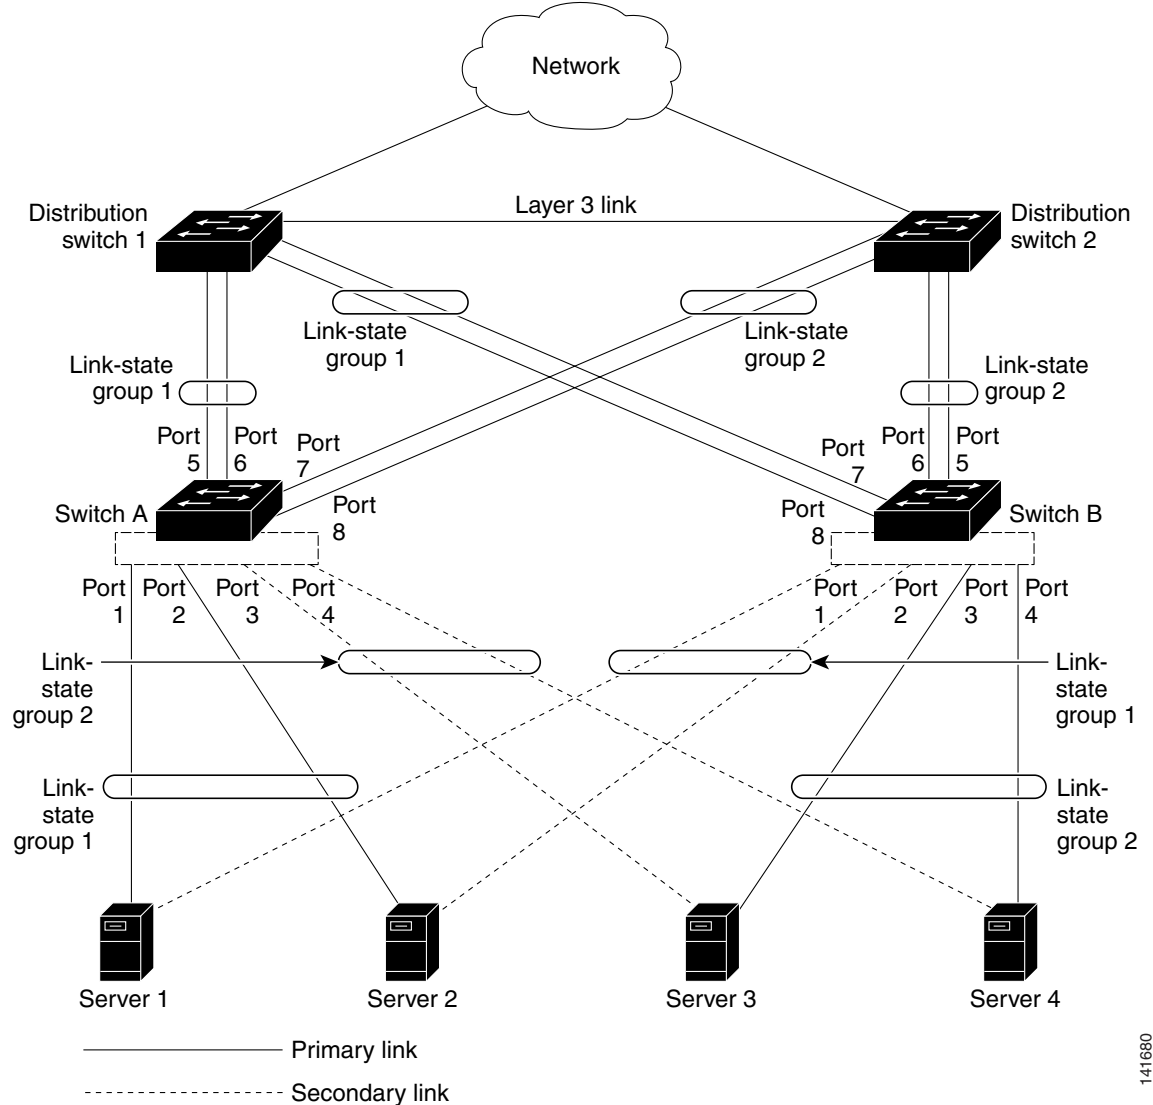 Network
Layer 3 link
Distribution
switch 1
Distribution
switch 2
Link-state
group 1
Link-state
group 2
Link-state
group 1
Link-state
group 2
Port
5
Port
6
Port
7
Port
8
Port
7
Port
6
Port
5
Port
8
Switch A
Switch B
Port
1
Port
2
Port
3
Port
4
Port
1
Port
2
Port
3
Port
4
Link-
state
group 2
Link-
state
group 1
Link-
state
group 1
Link-
state
group 2
Server 1
Server 2
Server 3
Server 4
Primary link
Secondary link
141680